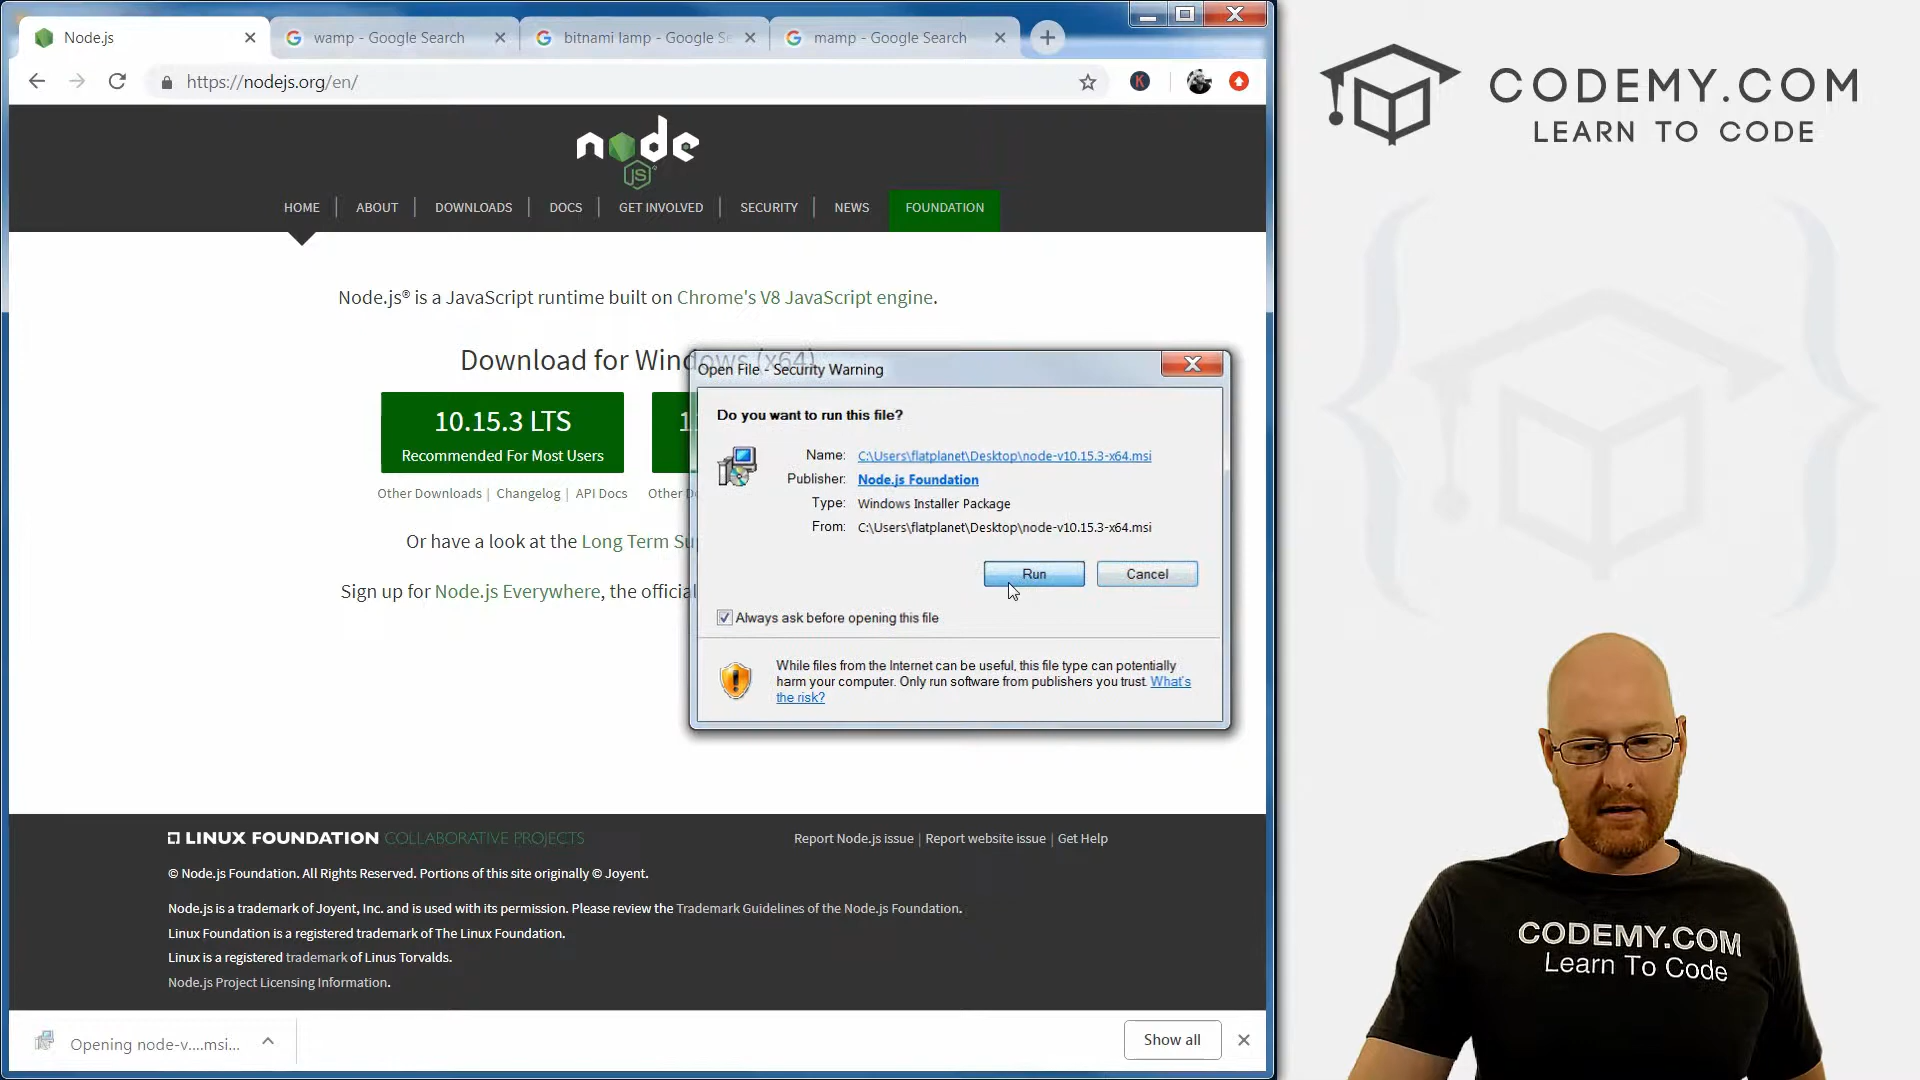 Node.js
wamp - Google Search
bitnami lamp - Google Se
mamp - Google Search
https://nodejs.org/en/
K
node
JS
HOME
ABOUT
DOWNLOADS
DOCS
GET INVOLVED
SECURITY
NEWS
FOUNDATION
Node.js® is a JavaScript runtime built on Chrome's V8 JavaScript engine.
Download for Windows (x64)
10.15.3 LTS
Recommended For Most Users
Other Downloads | Changelog | API Docs
Other D
Or have a look at the Long Term Su
Sign up for Node.js Everywhere, the officia
Open File - Security Warning
Do you want to run this file?
Name: C:\Users\flatplanet\Desktop\node-v10.15.3-x64.msi
Publisher: Node.js Foundation
Type: Windows Installer Package
From: C:\Users\flatplanet\Desktop\node-v10.15.3-x64.msi
Run
Cancel
Always ask before opening this file
While files from the Internet can be useful, this file type can potentially
harm your computer. Only run software from publishers you trust. What's
the risk?
LINUX FOUNDATION COLLABORATIVE PROJECTS
Report Node.js issue | Report website issue | Get Help
© Node.js Foundation. All Rights Reserved. Portions of this site originally © Joyent.
Node.js is a trademark of Joyent, Inc. and is used with its permission. Please review the Trademark Guidelines of the Node.js Foundation.
Linux Foundation is a registered trademark of The Linux Foundation.
Linux is a registered trademark of Linus Torvalds.
Node.js Project Licensing Information.
Opening node-v....msi...
Show all
CODEMY.COM
LEARN TO CODE
CODEMY.COM
Learn To Code